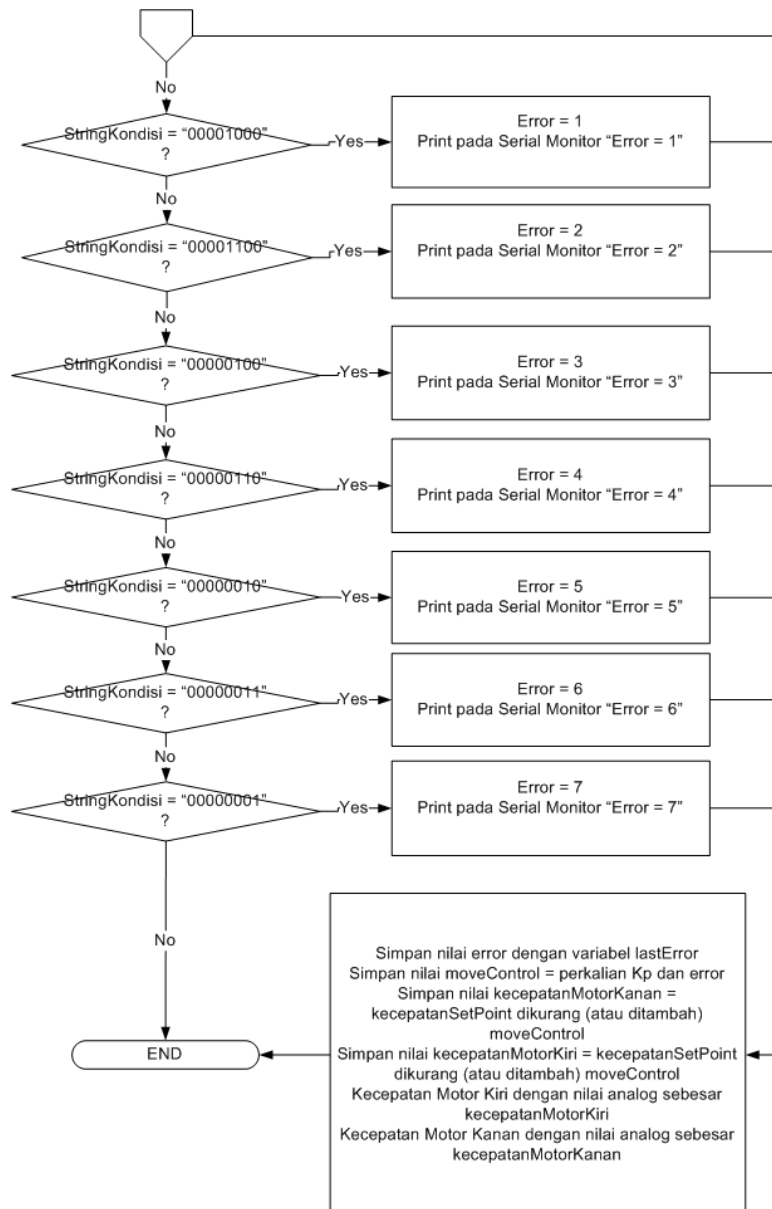 No
StringKondisi = “00001000”
?
Yes
Error = 1
Print pada Serial Monitor “Error = 1”
No
StringKondisi = “00001100”
?
Yes
Error = 2
Print pada Serial Monitor “Error = 2”
No
StringKondisi = “00000100”
?
Yes
Error = 3
Print pada Serial Monitor “Error = 3”
No
StringKondisi = “00000110”
?
Yes
Error = 4
Print pada Serial Monitor “Error = 4”
No
StringKondisi = “00000010”
?
Yes
Error = 5
Print pada Serial Monitor “Error = 5”
No
StringKondisi = “00000011”
?
Yes
Error = 6
Print pada Serial Monitor “Error = 6”
No
StringKondisi = “00000001”
?
Yes
Error = 7
Print pada Serial Monitor “Error = 7”
No
Simpan nilai error dengan variabel lastError
Simpan nilai moveControl = perkalian Kp dan error
Simpan nilai kecepatanMotorKanan =
kecepatanSetPoint dikurang (atau ditambah)
moveControl
Simpan nilai kecepatanMotorKiri = kecepatanSetPoint
dikurang (atau ditambah) moveControl
Kecepatan Motor Kiri dengan nilai analog sebesar
kecepatanMotorKiri
Kecepatan Motor Kanan dengan nilai analog sebesar
kecepatanMotorKanan
END